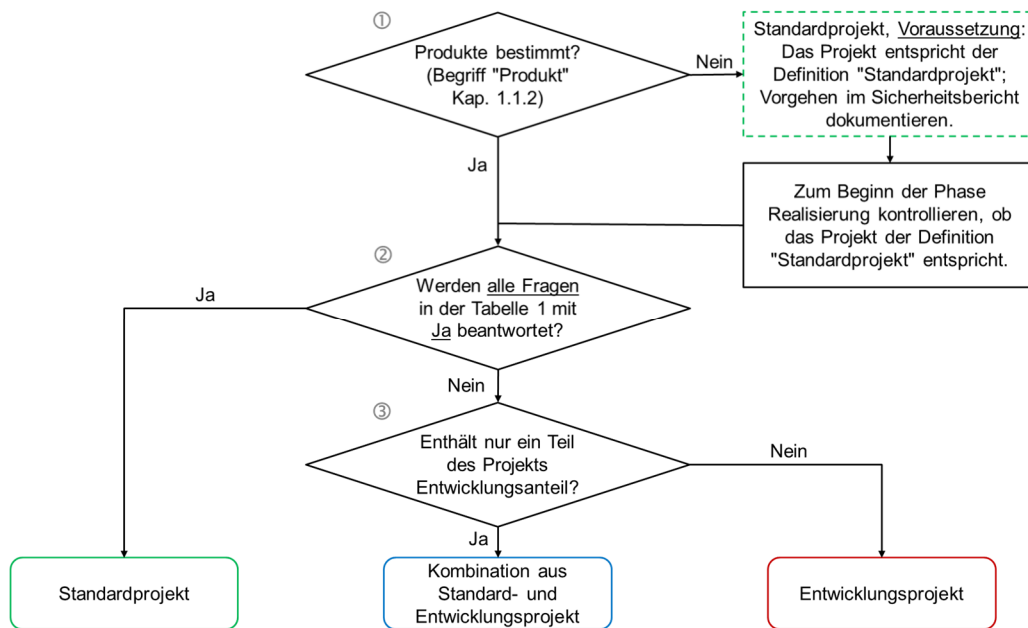 ①
Produkte bestimmt?
(Begriff "Produkt"
Kap. 1.1.2)
Nein
Standardprojekt, Voraussetzung:
Das Projekt entspricht der
Definition "Standardprojekt";
Vorgehen im Sicherheitsbericht
dokumentieren.
Ja
Zum Beginn der Phase
Realisierung kontrollieren, ob
das Projekt der Definition
"Standardprojekt" entspricht.
②
Werden alle Fragen
in der Tabelle 1 mit
Ja beantwortet?
Ja
Nein
③
Enthält nur ein Teil
des Projekts
Entwicklungsanteil?
Nein
Ja
Standardprojekt
Kombination aus
Standard- und
Entwicklungsprojekt
Entwicklungsprojekt